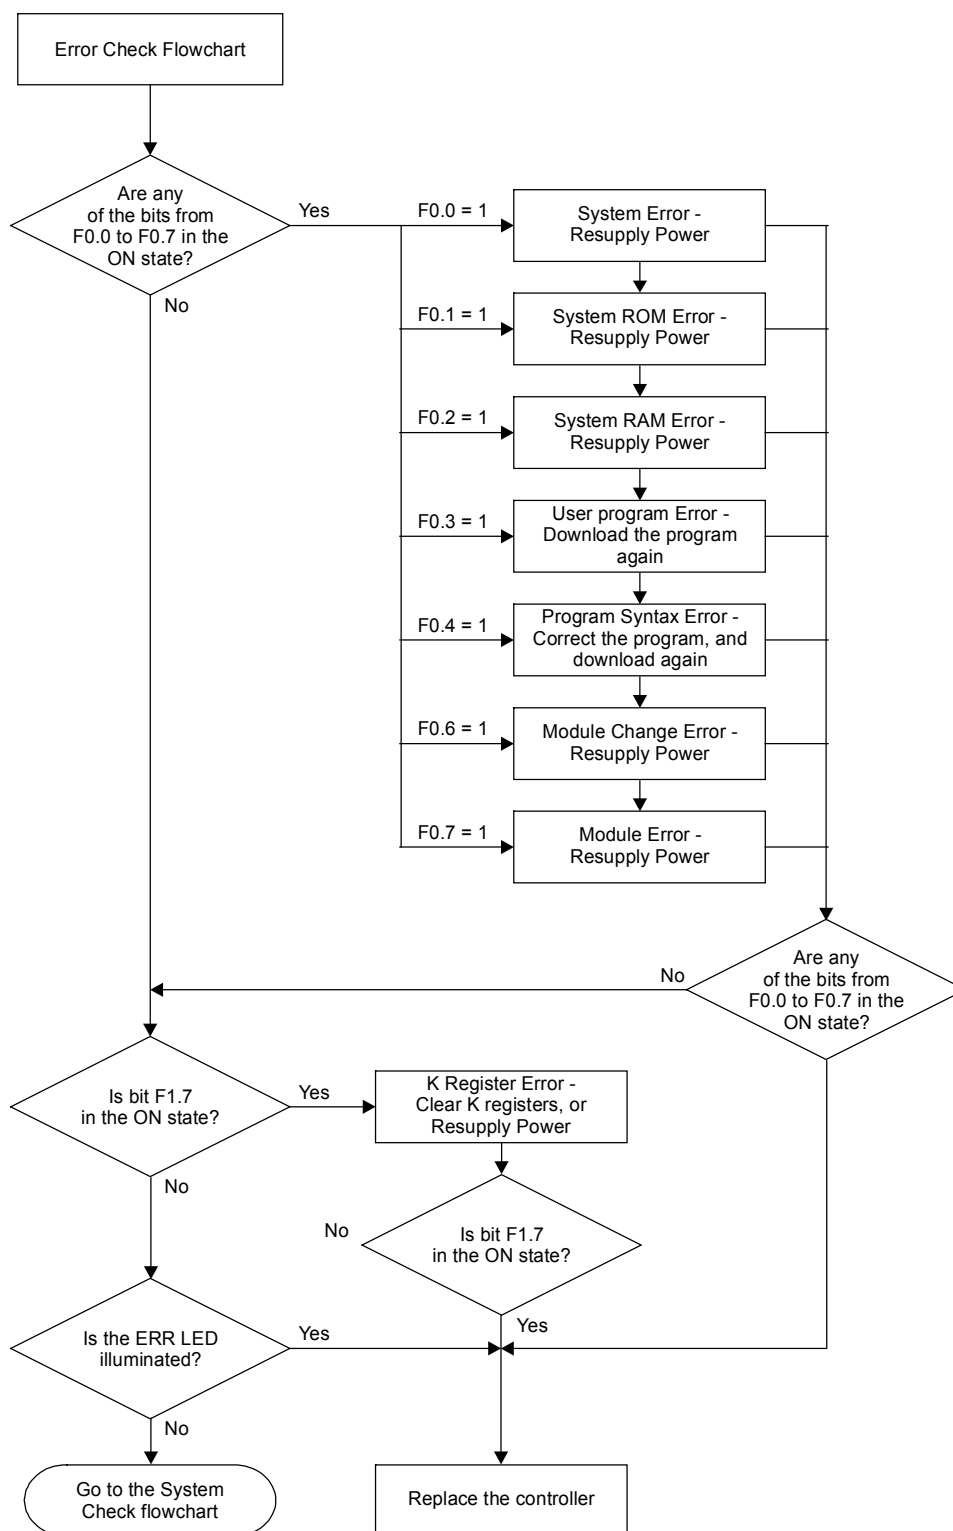 Error Check Flowchart
Are any
of the bits from
F0.0 to F0.7 in the
ON state?
Yes
No
F0.0 = 1
System Error -
Resupply Power
F0.1 = 1
System ROM Error -
Resupply Power
F0.2 = 1
System RAM Error -
Resupply Power
F0.3 = 1
User program Error -
Download the program
again
F0.4 = 1
Program Syntax Error -
Correct the program, and
download again
F0.6 = 1
Module Change Error -
Resupply Power
F0.7 = 1
Module Error -
Resupply Power
Are any
of the bits from
F0.0 to F0.7 in the
ON state?
No
Is bit F1.7
in the ON state?
Yes
No
K Register Error -
Clear K registers, or
Resupply Power
No
Is bit F1.7
in the ON state?
Yes
Is the ERR LED
illuminated?
Yes
No
Go to the System
Check flowchart
Replace the controller